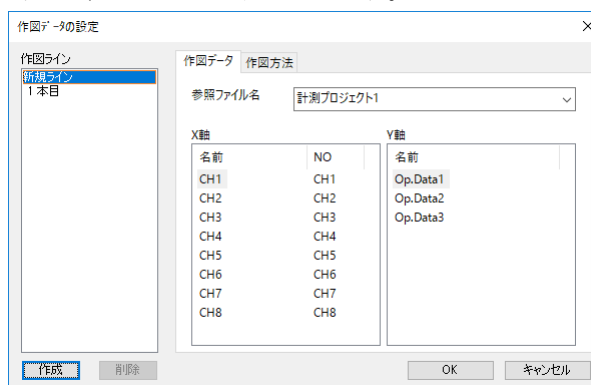 作図データの設定
作図ライン
新規ライン
1本目
作成
削除
作図データ 作図方法
参照ファイル名 計測プロジェクト1
X軸 Y軸
名前 NO 名前
CH1 CH1 Op.Data1
CH2 CH2 Op.Data2
CH3 CH3 Op.Data3
CH4 CH4
CH5 CH5
CH6 CH6
CH7 CH7
CH8 CH8
OK キャンセル